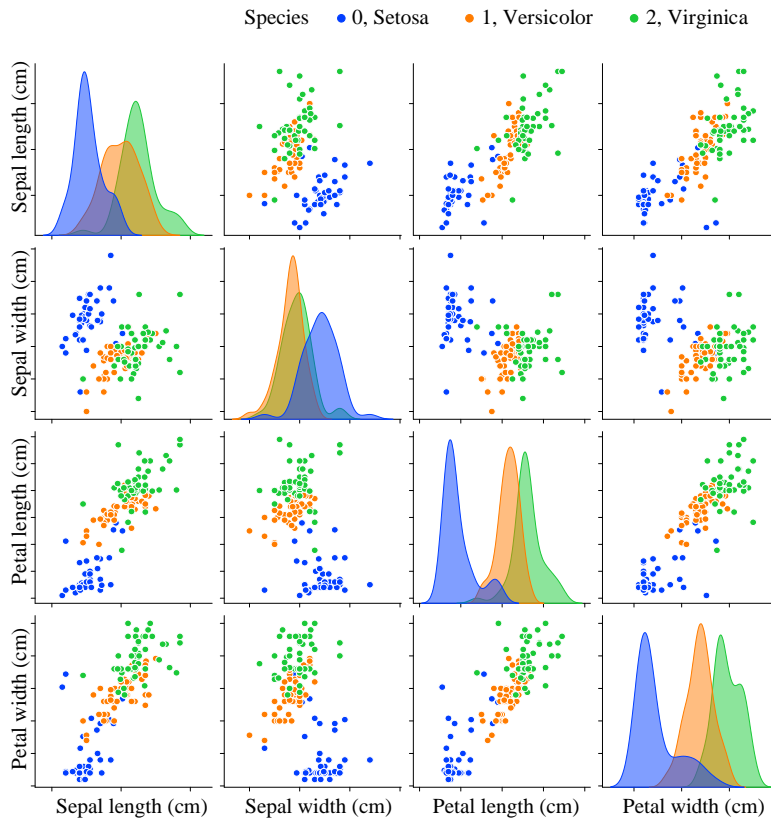 Species 0, Setosa 1, Versicolor 2, Virginica
Sepal length (cm)
Sepal width (cm)
Petal length (cm)
Petal width (cm)
Sepal length (cm) Sepal width (cm) Petal length (cm) Petal width (cm)